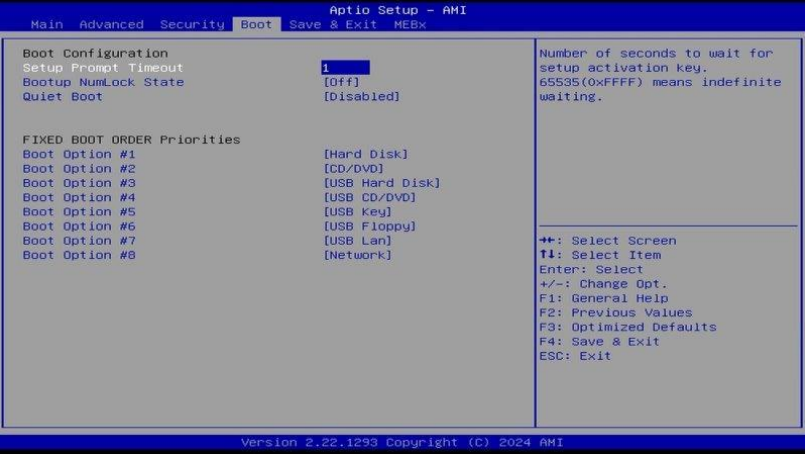 Aptio Setup – AMI
Main Advanced Security Boot Save & Exit MEBx
Boot Configuration
Setup Prompt Timeout 1
Bootup NumLock State [Off]
Quiet Boot [Disabled]
FIXED BOOT ORDER Priorities
Boot Option #1 [Hard Disk]
Boot Option #2 [CD/DVD]
Boot Option #3 [USB Hard Disk]
Boot Option #4 [USB CD/DVD]
Boot Option #5 [USB Key]
Boot Option #6 [USB Floppy]
Boot Option #7 [USB Lan]
Boot Option #8 [Network]
Number of seconds to wait for
setup activation key.
65535(0xFFFF) means indefinite
waiting.
→←: Select Screen
↑↓: Select Item
Enter: Select
+/-: Change Opt.
F1: General Help
F2: Previous Values
F3: Optimized Defaults
F4: Save & Exit
ESC: Exit
Version 2.22.1293 Copyright (C) 2024 AMI